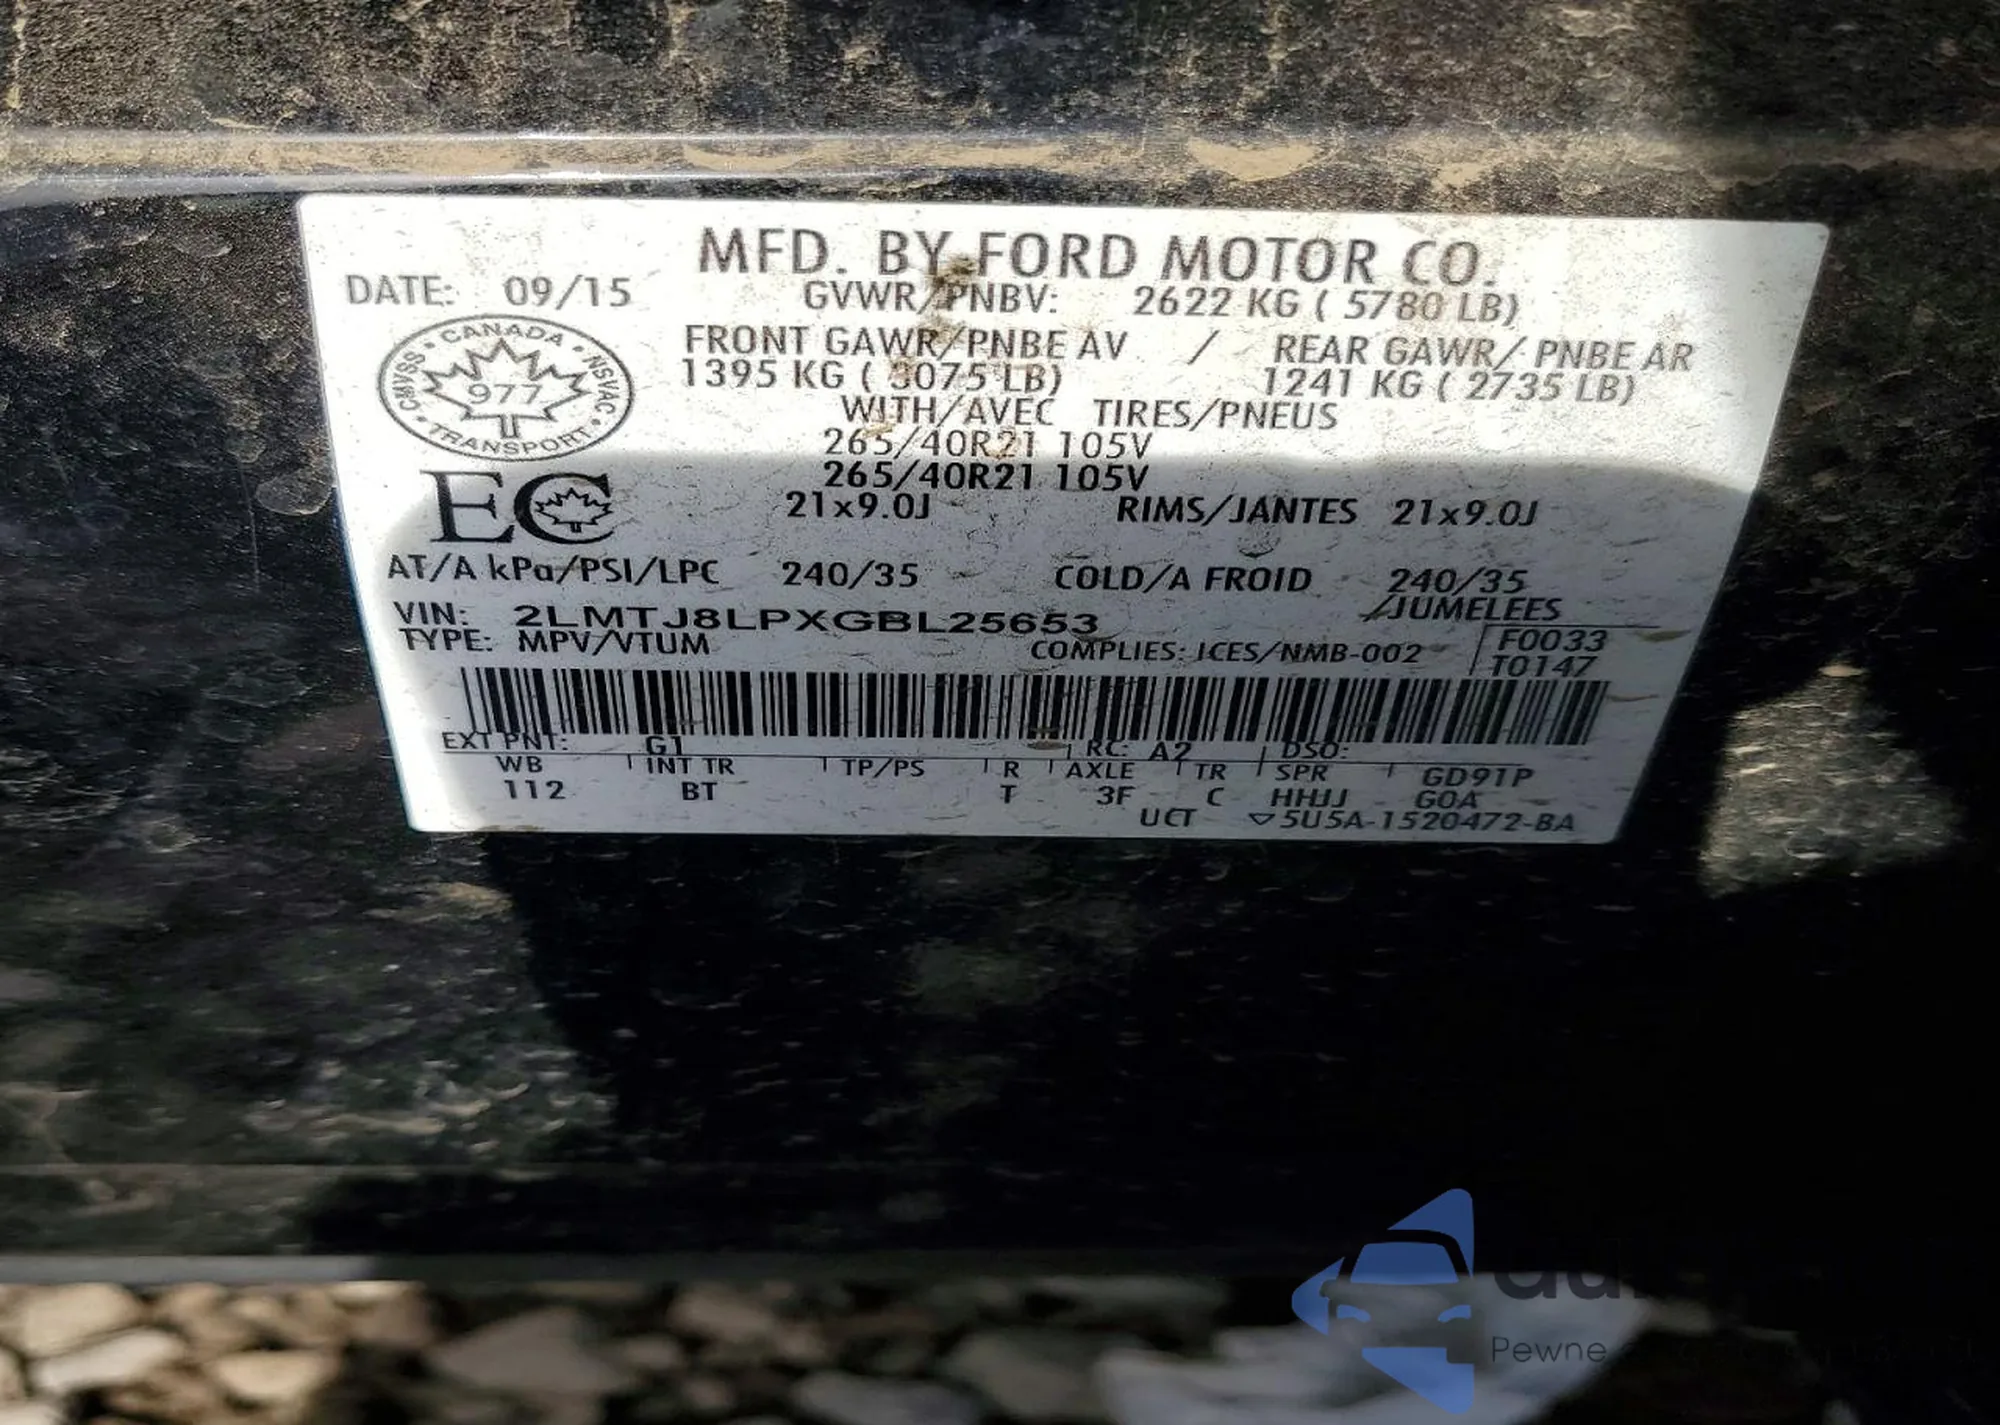 MFD. BY FORD MOTOR CO.
DATE: 09/15
GVWR/PNBV: 2622 KG ( 5780 LB)
FRONT GAWR/PNBE AV / REAR GAWR/ PNBE AR
1395 KG ( 3075 LB) 1241 KG ( 2735 LB)
WITH/AVEC TIRES/PNEUS
265/40R21 105V
265/40R21 105V
CANADA
CMVSS 977 NSVAC
TRANSPORT
EC
21x9.0J RIMS/JANTES 21x9.0J
AT/A kPa/PSI/LPC 240/35 COLD/A FROID 240/35
/JUMELEES
VIN: 2LMTJ8LPXGBL25653
TYPE: MPV/VTUM
COMPLIES: ICES/NMB-002
F0033
T0147
EXT PNT: G1 RC: A2 DSO:
WB INT TR TP/PS R AXLE TR SPR GD91P
112 BT T 3F C HHJJ G0A
UCT 5U5A-1520472-BA
Pewne